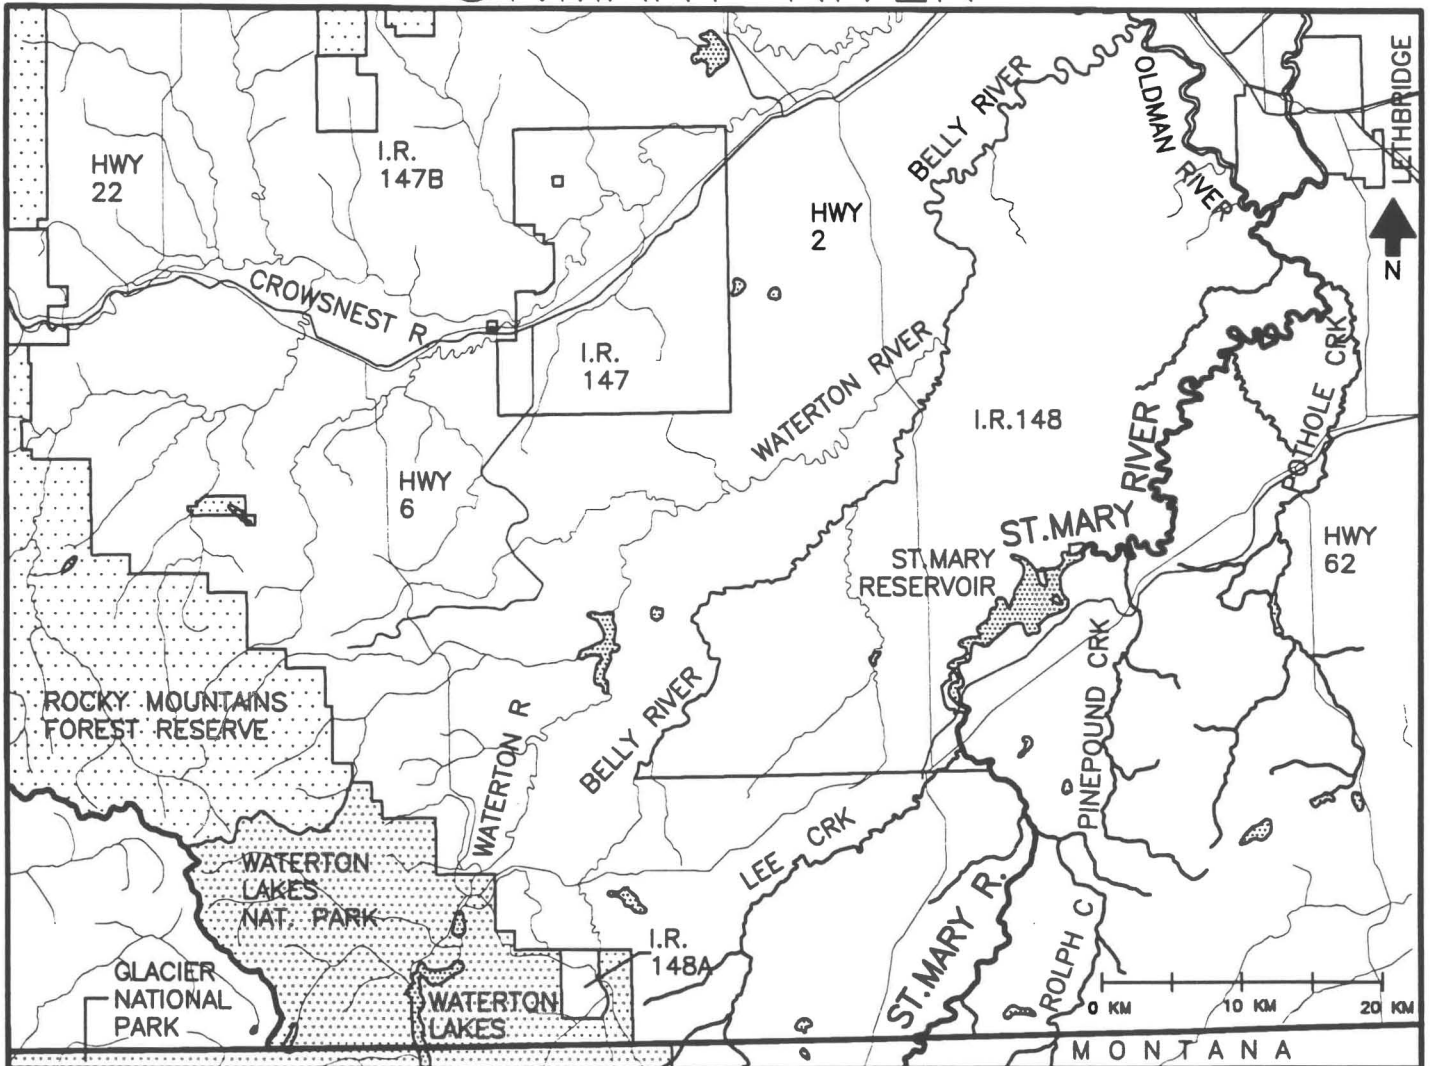 BELLY RIVER
OLDMAN RIVER
LETHBRIDGE
HWY
22
I.R.
147B
HWY
2
N
CROWSNEST R
I.R.
147
WATERTON RIVER
I.R.148
POTHOLE CRK
HWY
6
ST.MARY RIVER
ST.MARY
RESERVOIR
HWY
62
ROCKY MOUNTAINS
FOREST RESERVE
WATERTON R
BELLY RIVER
PINEPOUND CRK
LEE CRK
WATERTON
LAKES
NAT. PARK
I.R.
148A
ST.MARY R.
ROLPH C
GLACIER
NATIONAL
PARK
WATERTON
LAKES
0 KM 10 KM 20 KM
MONTANA